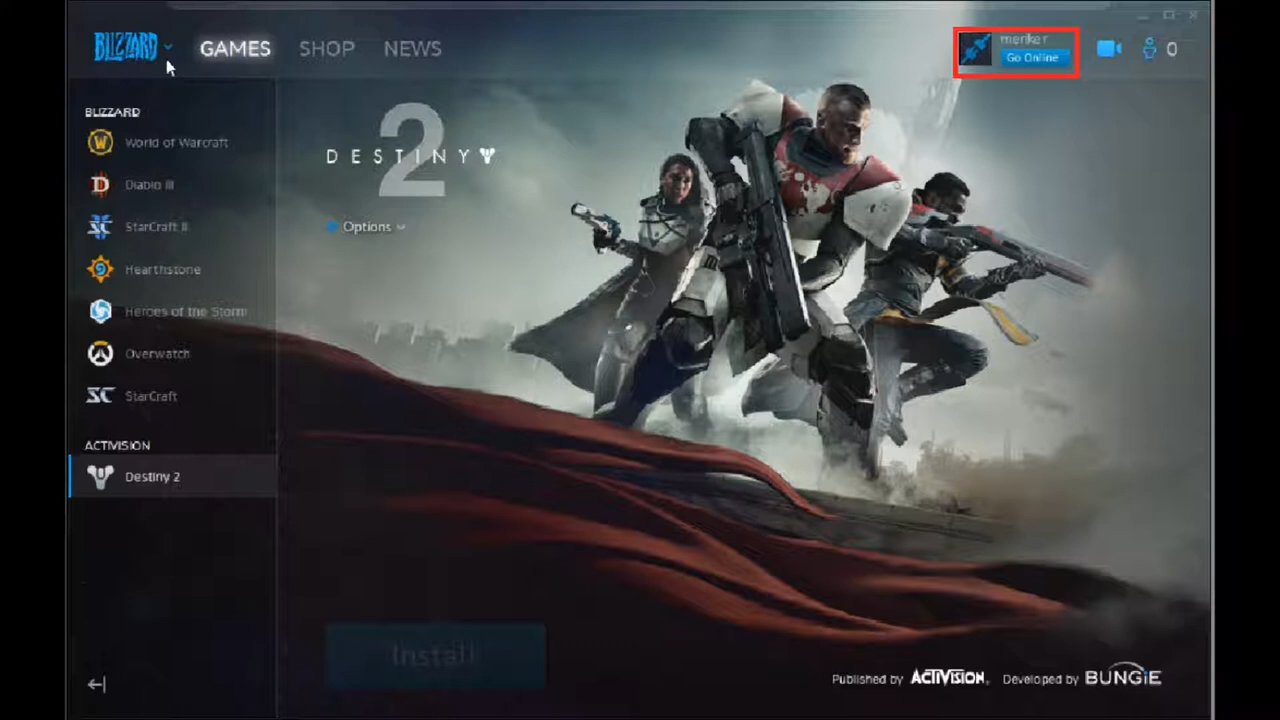 BLIZZARD
GAMES
SHOP
NEWS
meriker
Go Online
0
BLIZZARD
World of Warcraft
Diablo III
StarCraft II
Hearthstone
Heroes of the Storm
Overwatch
StarCraft
ACTIVISION
Destiny 2
DESTINY
2
Options
Install
Published by ACTIVISION. Developed by BUNGIE